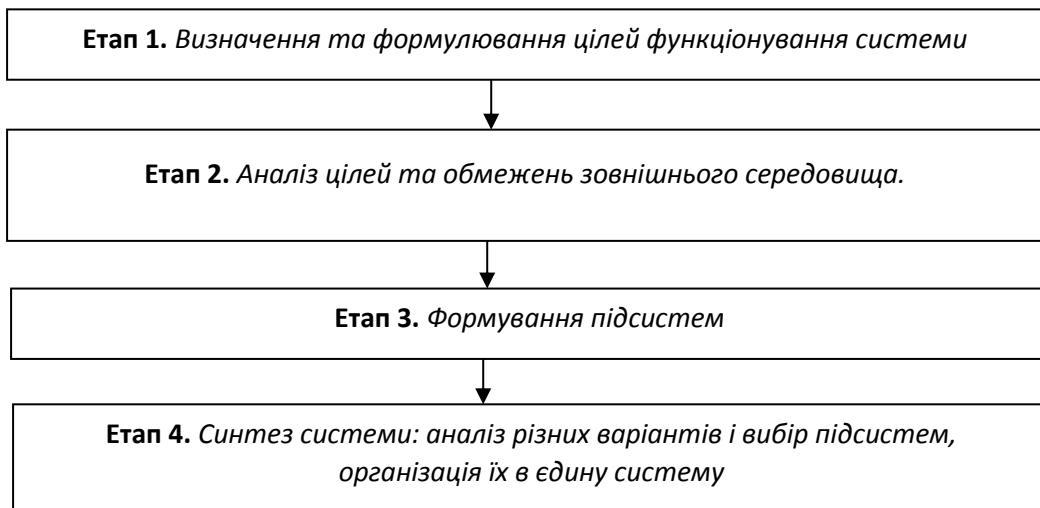 Етап 1. Визначення та формулювання цілей функціонування системи
Етап 2. Аналіз цілей та обмежень зовнішнього середовища.
Етап 3. Формування підсистем
Етап 4. Синтез системи: аналіз різних варіантів і вибір підсистем,
організація їх в єдину систему